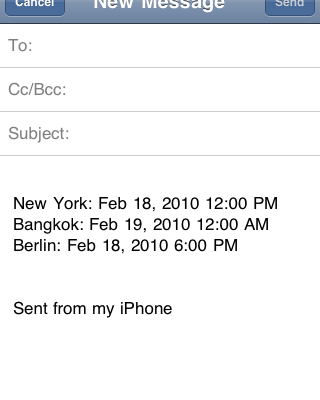 Cancel New Message Send
To:
Cc/Bcc:
Subject:
New York: Feb 18, 2010 12:00 PM
Bangkok: Feb 19, 2010 12:00 AM
Berlin: Feb 18, 2010 6:00 PM
Sent from my iPhone